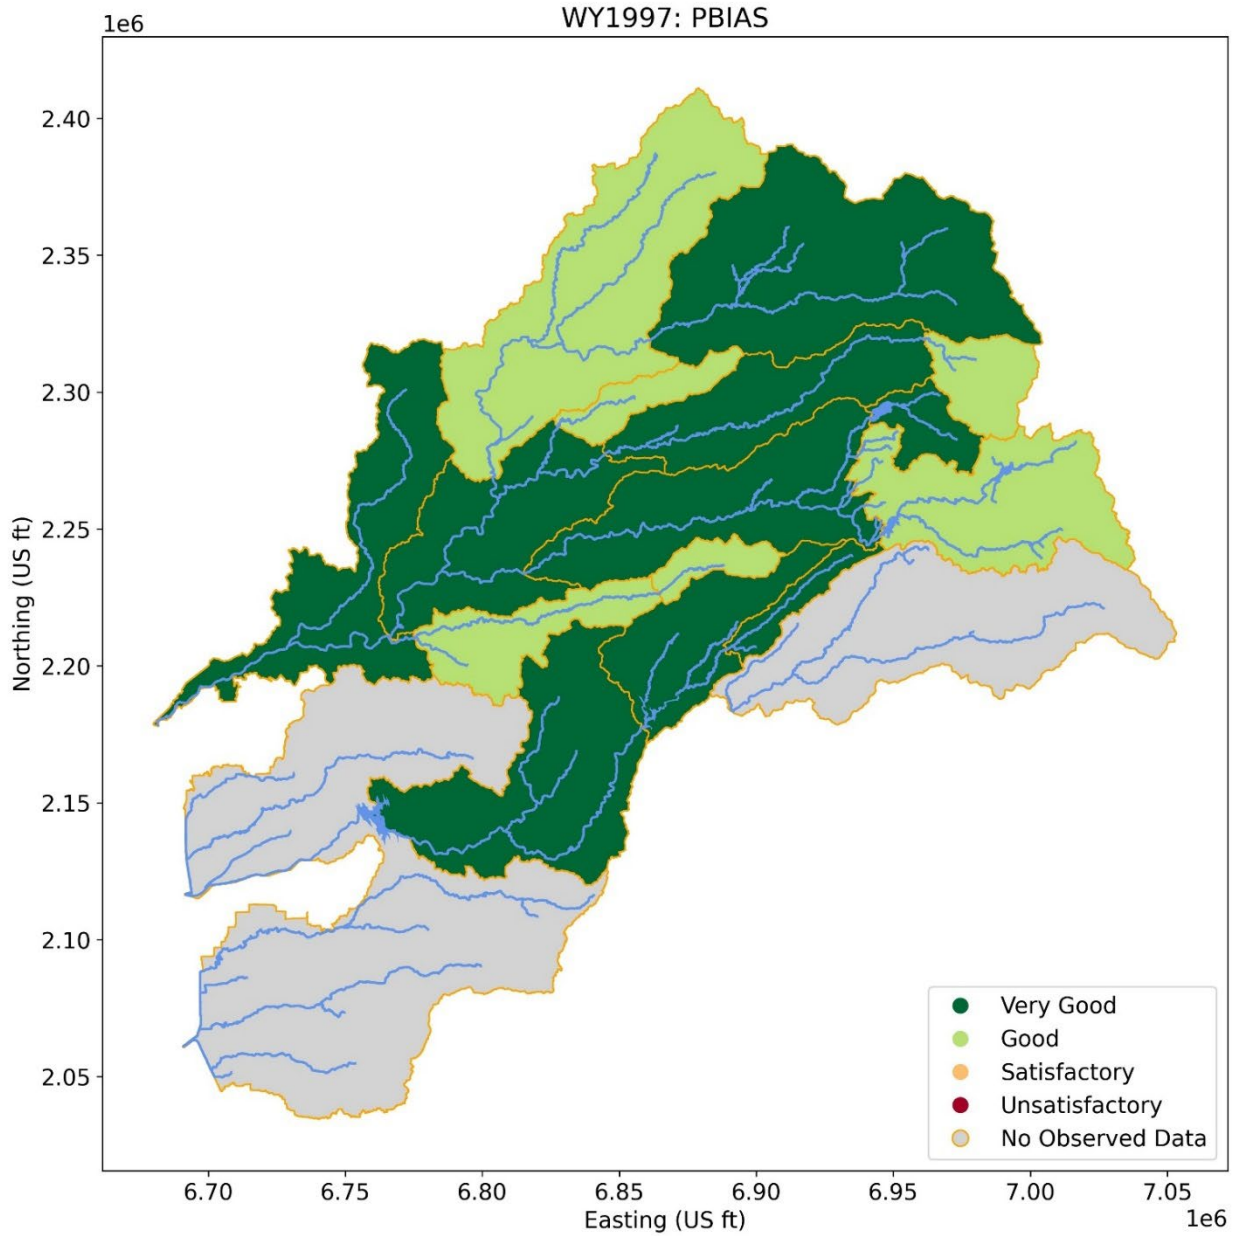 WY1997: PBIAS
1e6
2.40
2.35
2.30
2.25
2.20
2.15
2.10
2.05
Northing (US ft)
Very Good
Good
Satisfactory
Unsatisfactory
No Observed Data
6.70 6.75 6.80 6.85 6.90 6.95 7.00 7.05
Easting (US ft)
1e6